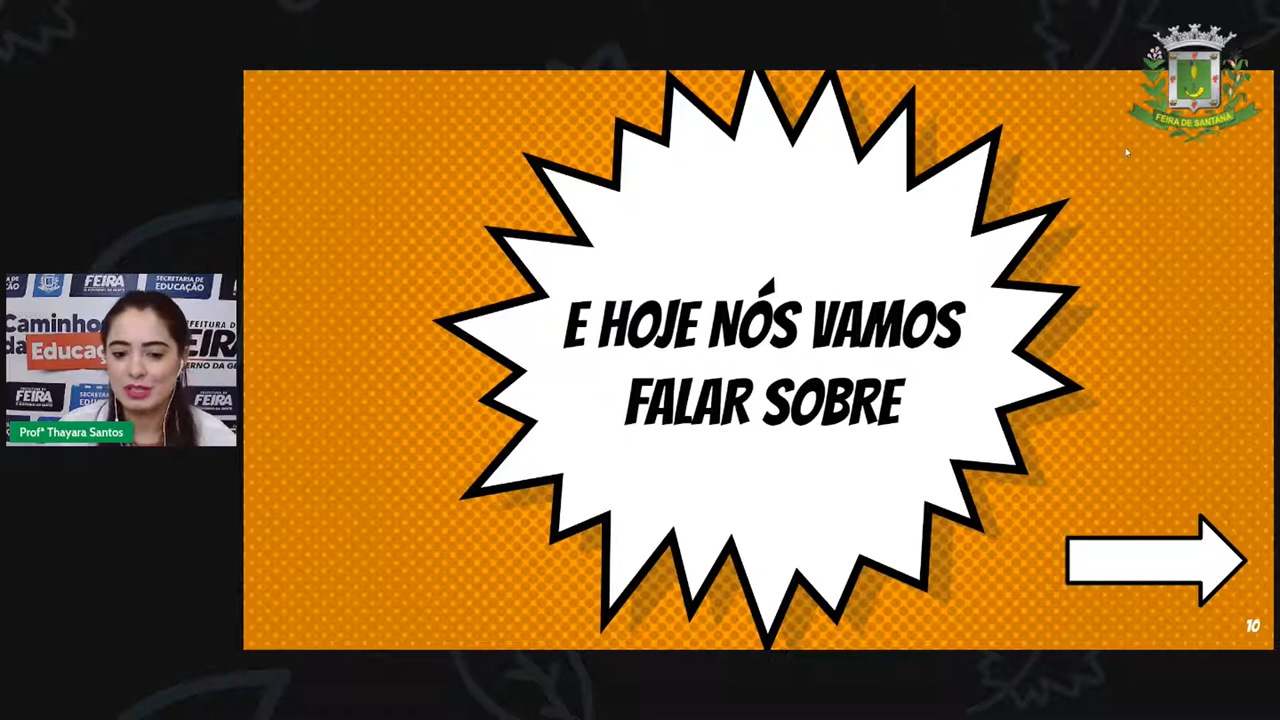 FEIRA DE SANTANA
E HOJE NÓS VAMOS
FALAR SOBRE
FEIRA
SECRETARIA DE
EDUCAÇÃO
Caminho
da Educaç
FEIRA
FEIRA
Profª Thayara Santos
10